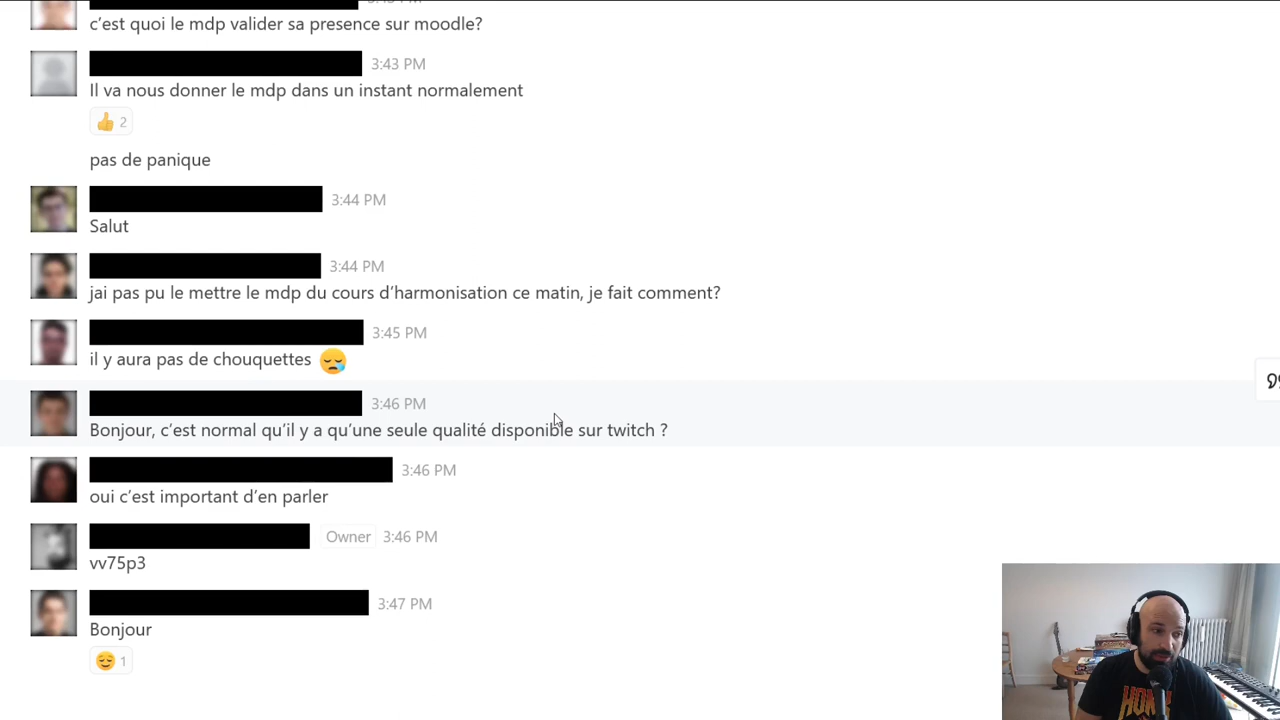 c'est quoi le mdp valider sa presence sur moodle?
3:43 PM
Il va nous donner le mdp dans un instant normalement
👍 2
pas de panique
3:44 PM
Salut
3:44 PM
jai pas pu le mettre le mdp du cours d'harmonisation ce matin, je fait comment?
3:45 PM
il y aura pas de chouquettes 😪
3:46 PM
Bonjour, c'est normal qu'il y a qu'une seule qualité disponible sur twitch ?
3:46 PM
oui c'est important d'en parler
Owner 3:46 PM
vv75p3
3:47 PM
Bonjour
😌 1